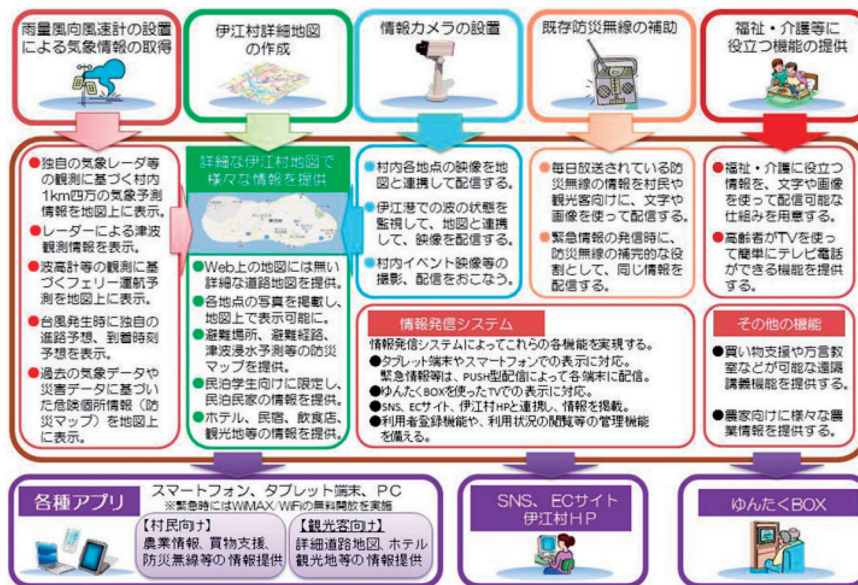 雨量風向風速計の設置
による気象情報の取得
伊江村詳細地図
の作成
情報カメラの設置
既存防災無線の補助
福祉・介護等に
役立つ機能の提供
●独自の気象レーダ等
の観測に基づく村内
1km四方の気象予測
情報を地図上に表示。
●レーダーによる津波
観測情報を表示。
●波高計等の観測に基
づくフェリー運航予
測を地図上に表示。
●台風発生時に独自の
進路予想、到着時刻
予想を表示。
●過去の気象データや
災害データに基づい
た危険個所情報（防
災マップ）を地図上
に表示。
詳細な伊江村地図で
様々な情報を提供
●Web上の地図には無い
詳細な道路地図を提供。
●各地点の写真を掲載し、
地図上で表示可能に。
●避難場所、避難経路、
津波浸水予測等の防災
マップを提供。
●民泊学生向けに限定し、
民泊家の情報を提供。
●ホテル、民宿、飲食店、
観光地等の情報を提供。
●村内各地点の映像を地
図と連携して配信する。
●伊江港での波の状態を
監視して、地図と連携
して、映像を配信する。
●村内イベント映像等の
撮影、配信をおこなう。
●毎日放送されている防
災無線の情報を村民や
観光客向けに、文字や
画像を使って配信する。
●緊急情報の発信時に、
防災無線の補完的な役
割として、同じ情報を
配信する。
●福祉・介護に役立つ
情報を、文字や画像
を使って配信可能な
仕組みを用意する。
●高齢者がTVを使っ
て簡単にテレビ電話
ができる機能を提供
する。
情報発信システム
情報発信システムによってこれらの各機能を実現する。
●タブレット端末やスマートフォンでの表示に対応。
緊急情報等は、PUSH型配信によって各端末に配信。
●ゆんたくBOXを使ったTVでの表示に対応。
●SNS、ECサイト、伊江村HPと連携し、情報を掲載。
●利用者登録機能や、利用状況の閲覧等の管理機能
を備える。
その他の機能
●買い物支援や方言教
室などが可能な遠隔
講義機能を提供する。
●農家向けに様々な農
業情報を提供する。
各種アプリ
スマートフォン、タブレット端末、PC
※緊急時にはWiMAX/WiFiの無料開放を実施
【村民向け】
農業情報、買物支援、
防災無線等の情報提供
【観光客向け】
詳細道路地図、ホテル
観光地等の情報提供
SNS、ECサイト
伊江村HP
ゆんたくBOX